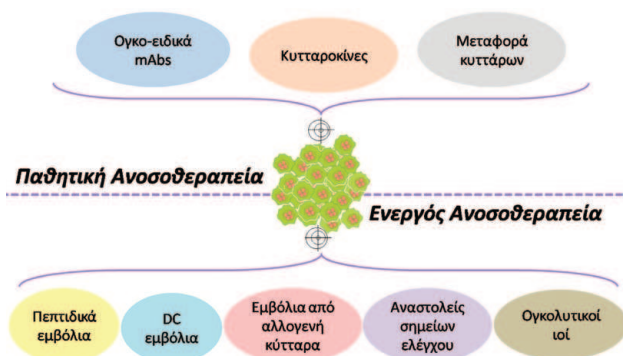 Ογκο-ειδικά
mAbs
Κυτταροκίνες
Μεταφορά
κυττάρων
Παθητική Ανοσοθεραπεία
Ενεργός Ανοσοθεραπεία
Πεπτιδικά
εμβόλια
DC
εμβόλια
Εμβόλια από
αλλογενή
κύτταρα
Αναστολείς
σημείων
ελέγχου
Ογκολυτικοί
ιοί